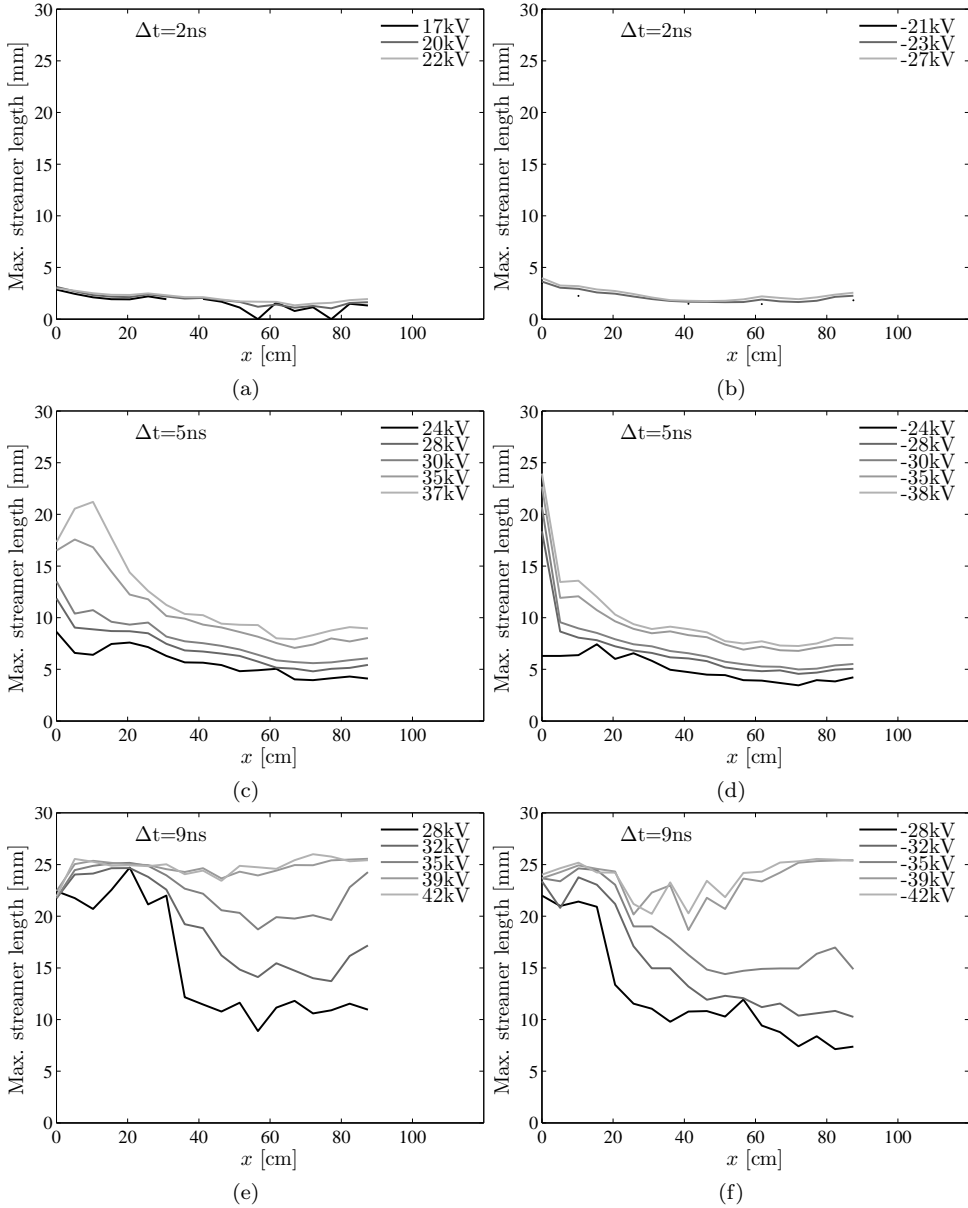 Δt=2ns
17kV
20kV
22kV
Max. streamer length [mm]
30
25
20
15
10
5
0
0 20 40 60 80 100
x [cm]
(a)
Δt=2ns
-21kV
-23kV
-27kV
Max. streamer length [mm]
30
25
20
15
10
5
0
0 20 40 60 80 100
x [cm]
(b)
Δt=5ns
24kV
28kV
30kV
35kV
37kV
Max. streamer length [mm]
30
25
20
15
10
5
0
0 20 40 60 80 100
x [cm]
(c)
Δt=5ns
-24kV
-28kV
-30kV
-35kV
-38kV
Max. streamer length [mm]
30
25
20
15
10
5
0
0 20 40 60 80 100
x [cm]
(d)
Δt=9ns
28kV
32kV
35kV
39kV
42kV
Max. streamer length [mm]
30
25
20
15
10
5
0
0 20 40 60 80 100
x [cm]
(e)
Δt=9ns
-28kV
-32kV
-35kV
-39kV
-42kV
Max. streamer length [mm]
30
25
20
15
10
5
0
0 20 40 60 80 100
x [cm]
(f)